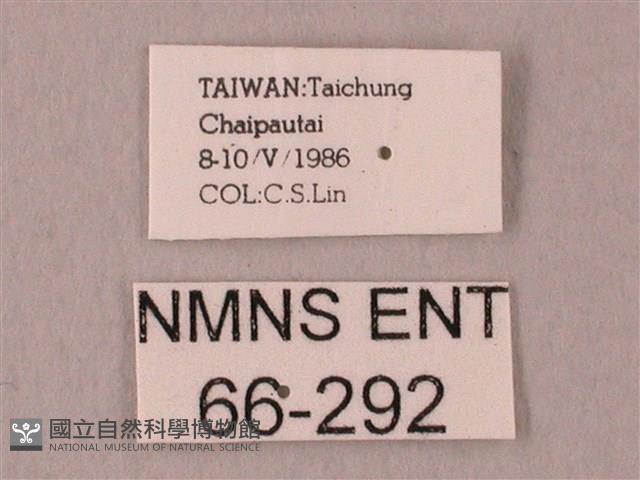 TAIWAN:Taichung
Chaipautai
8-10/V/1986
COL:C.S.Lin
NMNS ENT
66-292
國立自然科學博物館
NATIONAL MUSEUM OF NATURAL SCIENCE